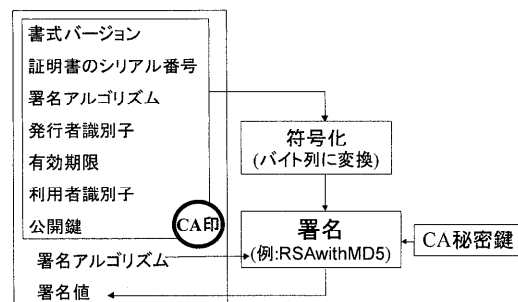 書式バージョン
証明書のシリアル番号
署名アルゴリズム
発行者識別子
有効期限
利用者識別子
公開鍵
CA印
署名アルゴリズム
署名値
符号化
(バイト列に変換)
署名
(例:RSAwithMD5)
CA秘密鍵